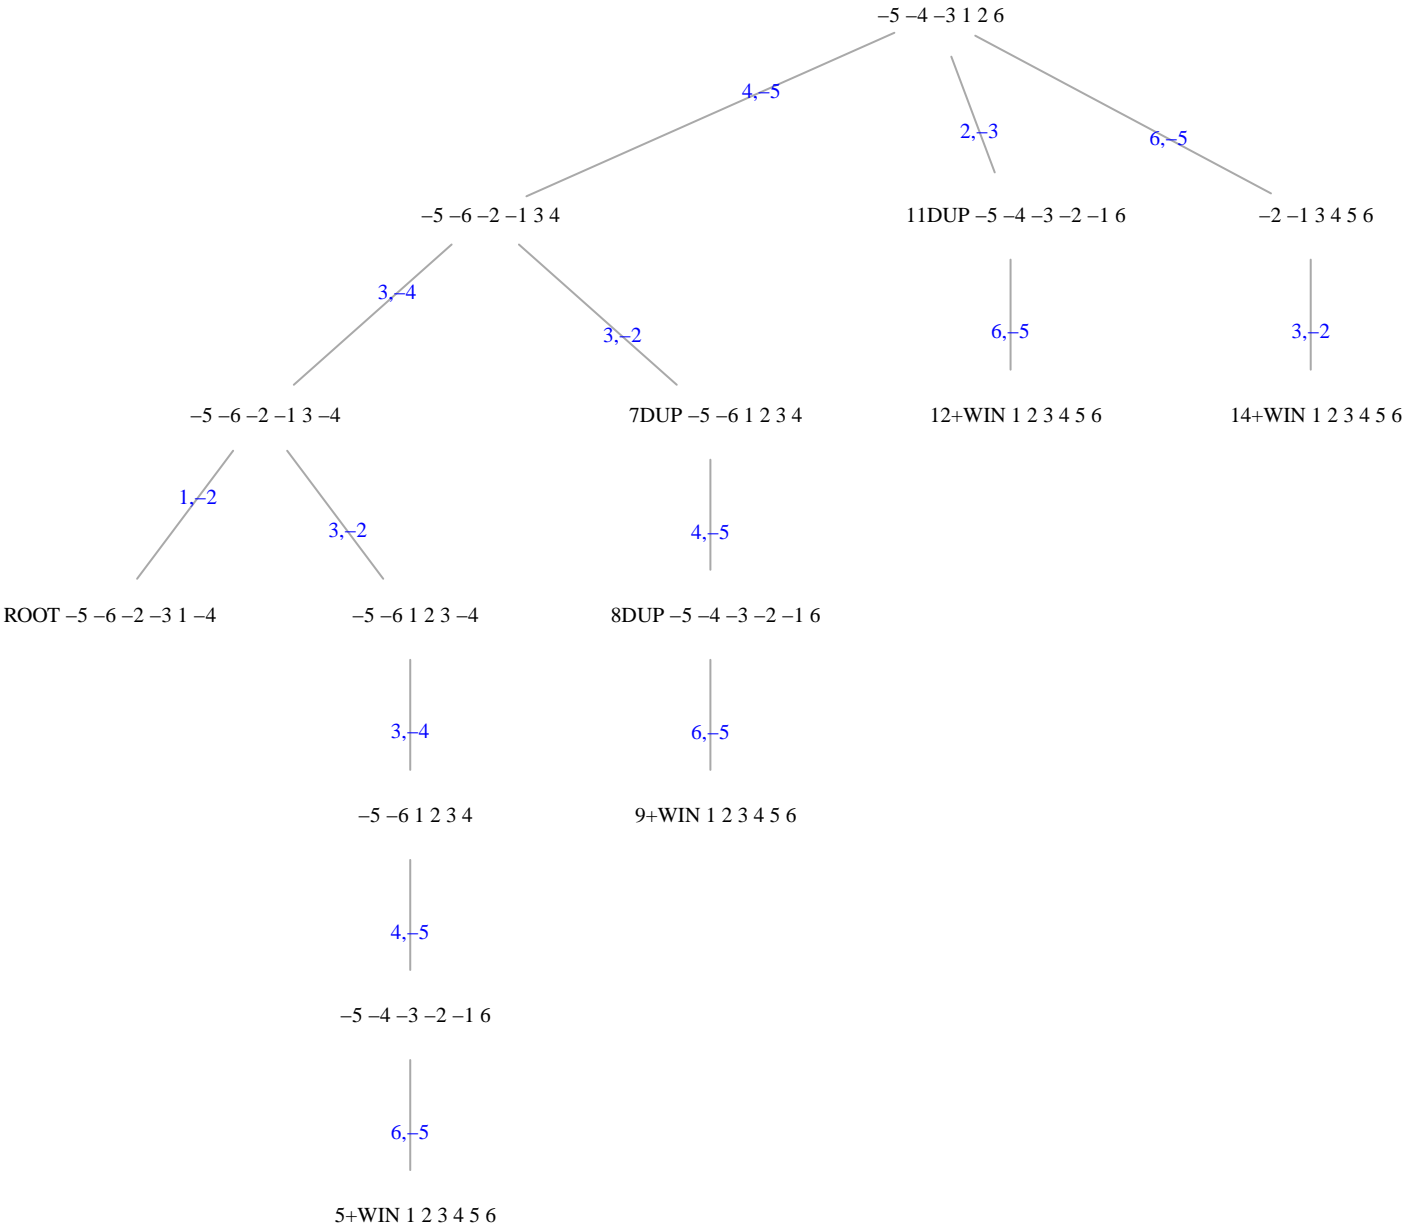 –5 –4 –3 1 2 6
4,–5
2,–3
6,–5
–5 –6 –2 –1 3 4
11DUP –5 –4 –3 –2 –1 6
–2 –1 3 4 5 6
3,–4
3,–2
6,–5
3,–2
–5 –6 –2 –1 3 –4
7DUP –5 –6 1 2 3 4
12+WIN 1 2 3 4 5 6
14+WIN 1 2 3 4 5 6
1,–2
3,–2
4,–5
ROOT –5 –6 –2 –3 1 –4
–5 –6 1 2 3 –4
8DUP –5 –4 –3 –2 –1 6
3,–4
6,–5
–5 –6 1 2 3 4
9+WIN 1 2 3 4 5 6
4,–5
–5 –4 –3 –2 –1 6
6,–5
5+WIN 1 2 3 4 5 6